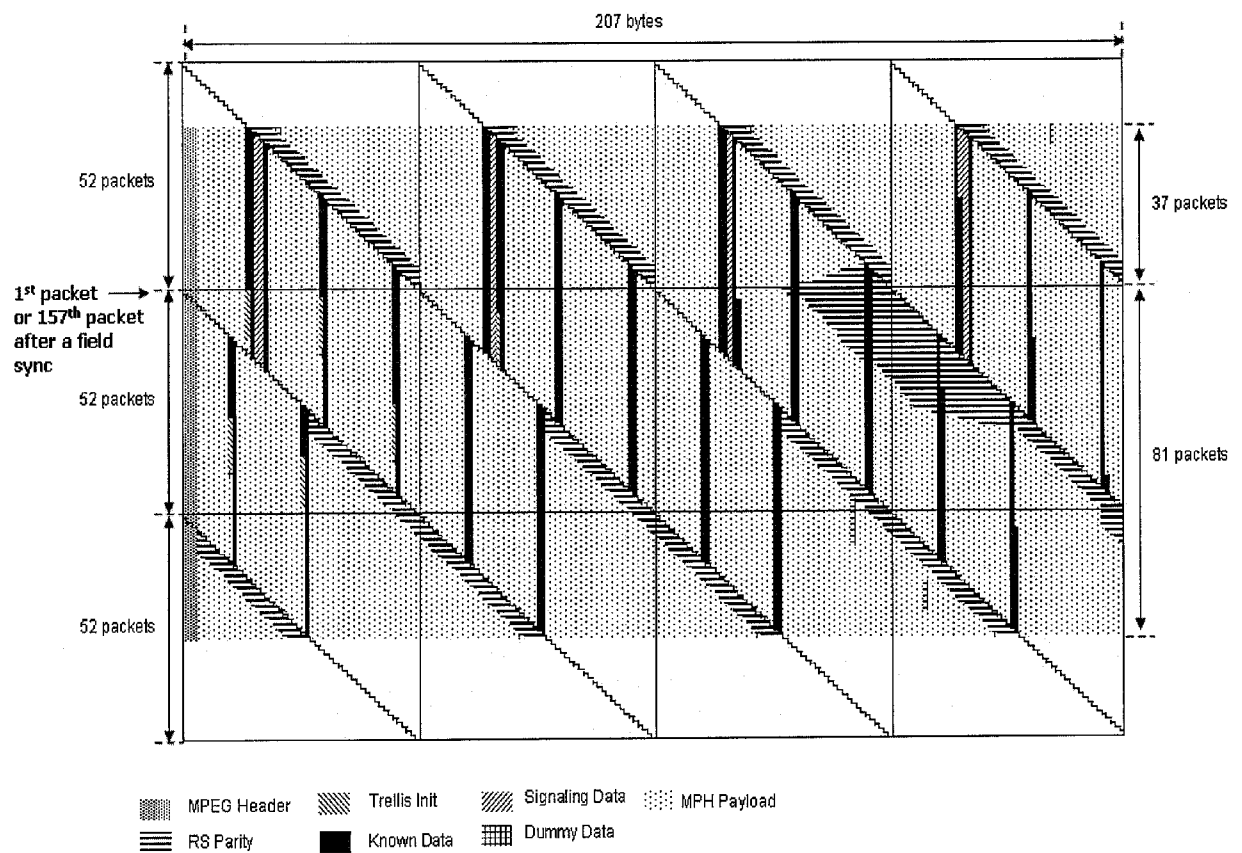 207 bytes
52 packets
37 packets
1st packet
or 157th packet
after a field
sync
52 packets
81 packets
52 packets
MPEG Header
Trellis Init
Signaling Data
MPH Payload
RS Parity
Known Data
Dummy Data